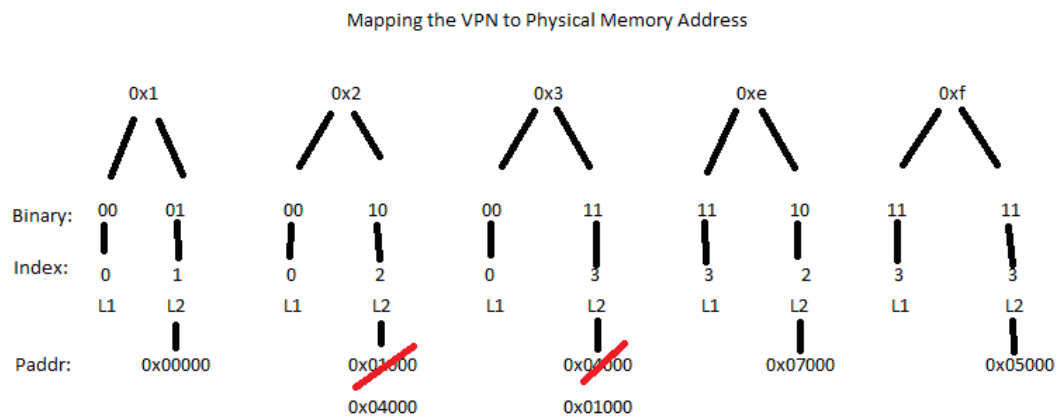 Mapping the VPN to Physical Memory Address
0x1 0x2 0x3 0xe 0xf
Binary: 00 01 00 10 00 11 11 10 11 11
Index: 0 1 0 2 0 3 3 2 3 3
L1 L2 L1 L2 L1 L2 L1 L2 L1 L2
Paddr: 0x00000 0x01000 0x04000 0x07000 0x05000
0x04000 0x01000